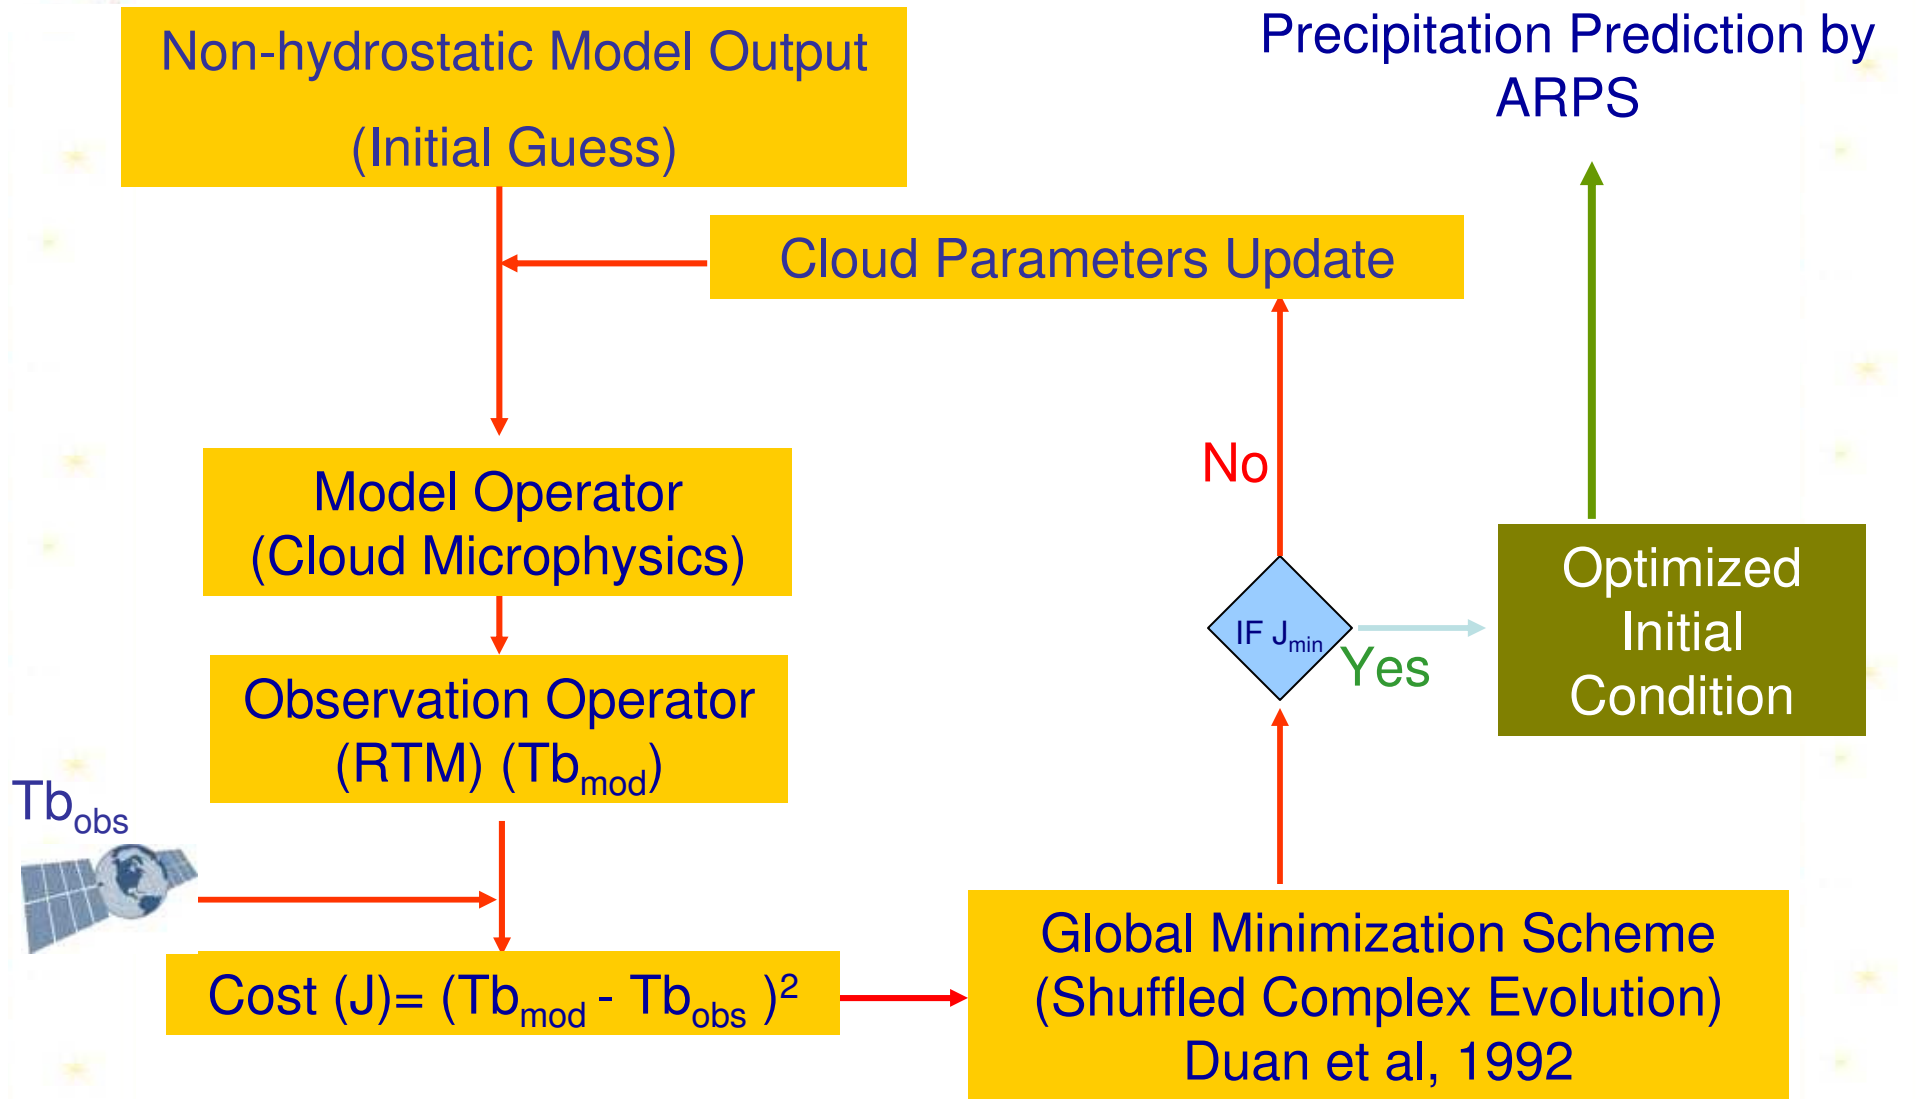 Non-hydrostatic Model Output
(Initial Guess)
Precipitation Prediction by
ARPS
Cloud Parameters Update
Model Operator
(Cloud Microphysics)
No
Optimized
Initial
Condition
IF Jmin
Yes
Observation Operator
(RTM) (Tbmod)
Tbobs
Cost (J)= (Tbmod - Tbobs )²
Global Minimization Scheme
(Shuffled Complex Evolution)
Duan et al, 1992